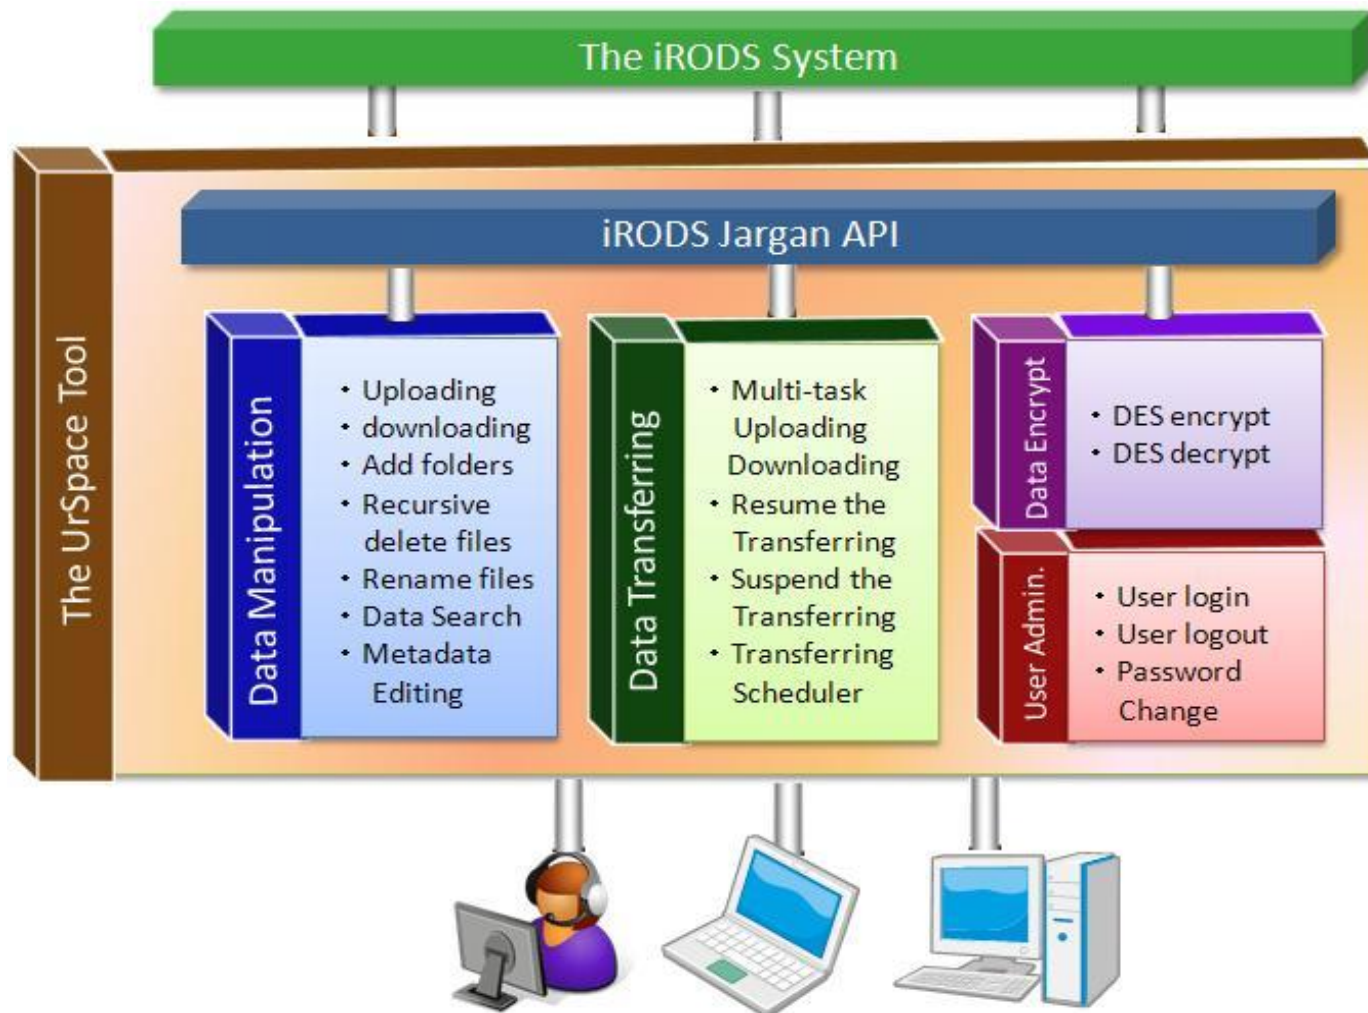 The iRODS System
The UrSpace Tool
iRODS Jargan API
Data Manipulation
• Uploading
• downloading
• Add folders
• Recursive
delete files
• Rename files
• Data Search
• Metadata
Editing
Data Transferring
• Multi-task
Uploading
Downloading
• Resume the
Transferring
• Suspend the
Transferring
• Transferring
Scheduler
Data Encrypt
• DES encrypt
• DES decrypt
User Admin.
• User login
• User logout
• Password
Change